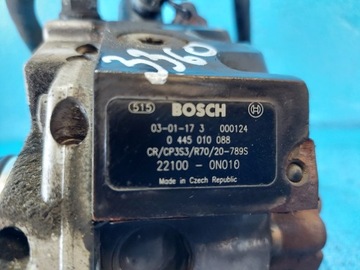 3960
515 BOSCH
03-01-17 3 000124
0 445 010 088
CR/CP3S3/R70/20-789S
22100 - 0N010
Made in Czech Republic